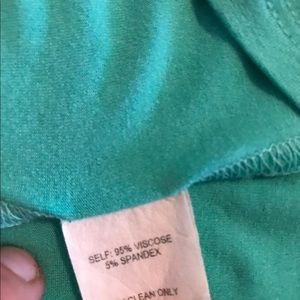 SELF: 95% VISCOSE
5% SPANDEX
CLEAN ONLY